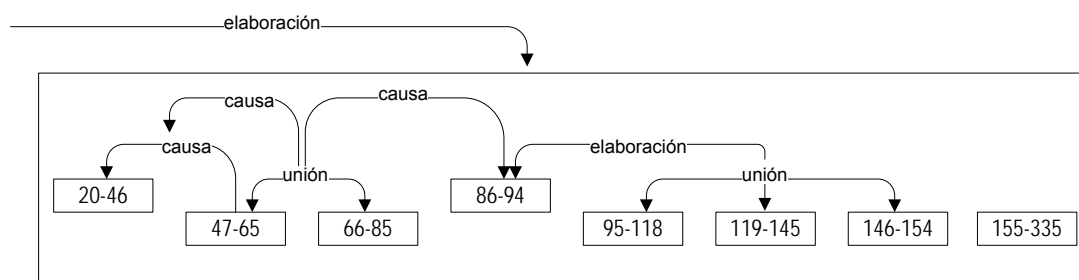 elaboración
causa
causa
causa
elaboración
20-46
unión
86-94
unión
47-65
66-85
95-118
119-145
146-154
155-335